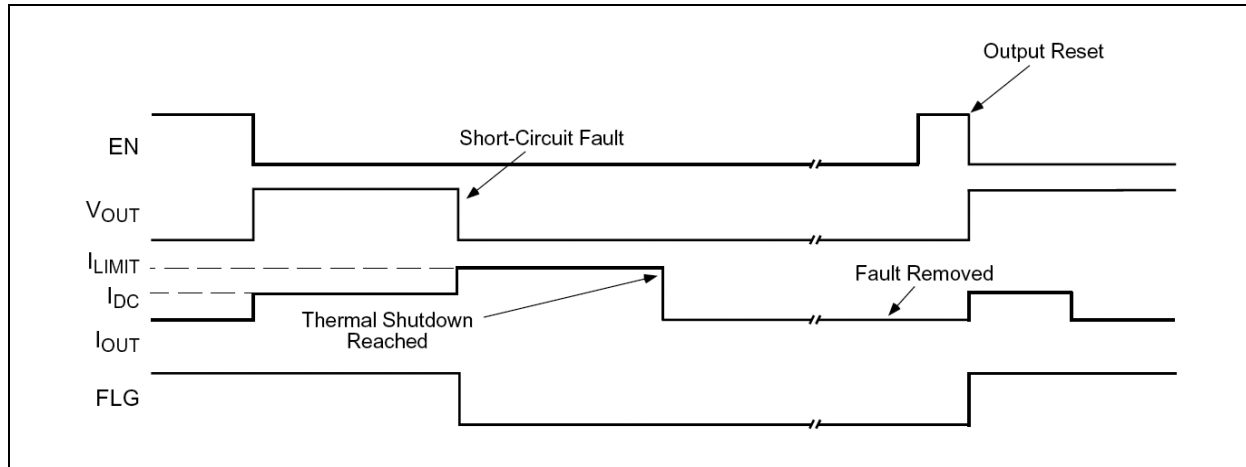 Output Reset
EN
Short-Circuit Fault
VOUT
ILIMIT
Fault Removed
IDC
Thermal Shutdown
Reached
IOUT
FLG